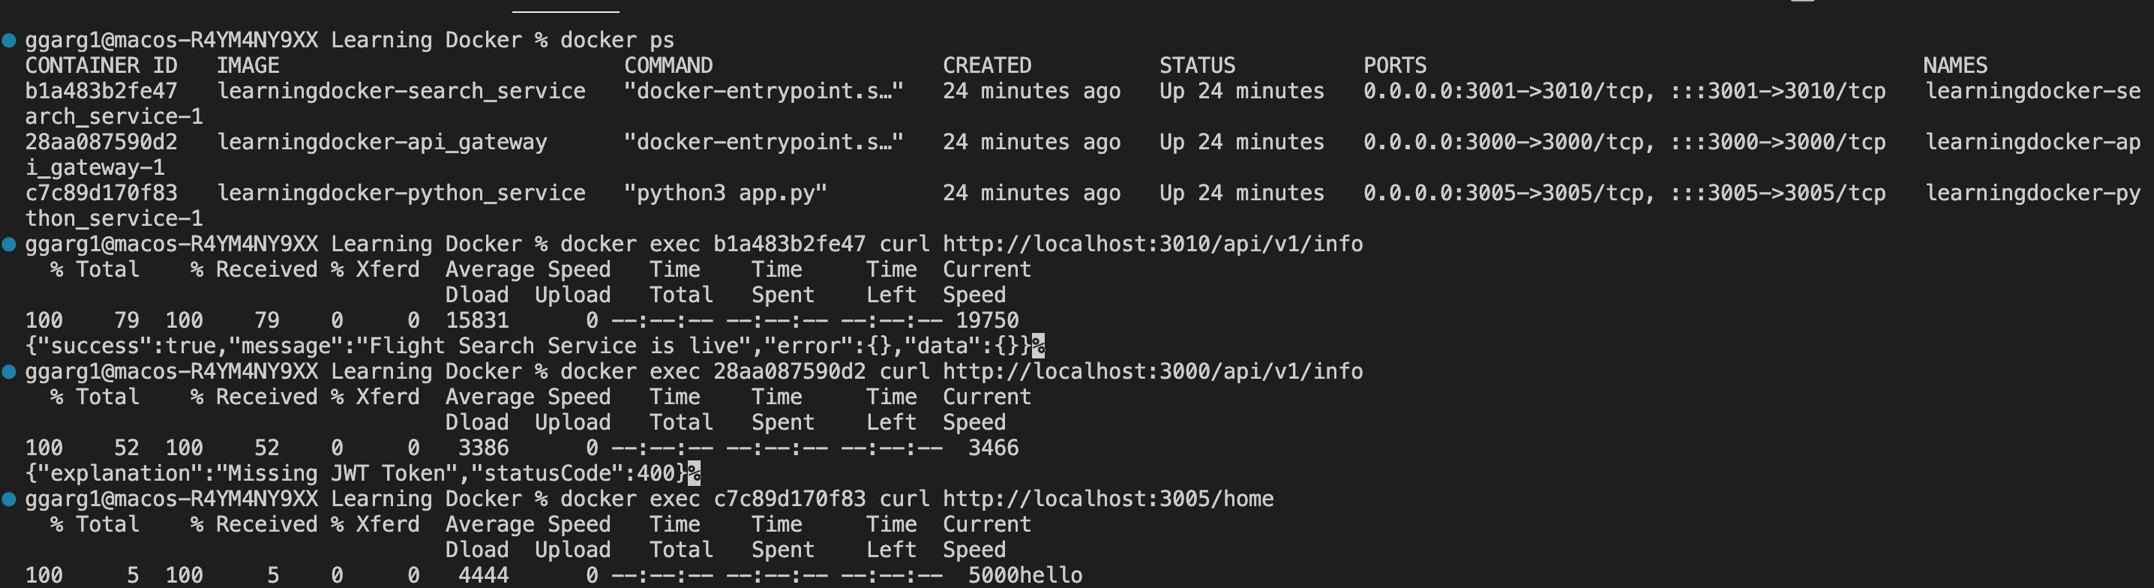 ggarg1@macos-R4YM4NY9XX Learning Docker % docker ps
CONTAINER ID   IMAGE                           COMMAND                  CREATED          STATUS          PORTS                                       NAMES
b1a483b2fe47   learningdocker-search_service   "docker-entrypoint.s…"   24 minutes ago   Up 24 minutes   0.0.0.0:3001->3010/tcp, :::3001->3010/tcp   learningdocker-se
arch_service-1
28aa087590d2   learningdocker-api_gateway      "docker-entrypoint.s…"   24 minutes ago   Up 24 minutes   0.0.0.0:3000->3000/tcp, :::3000->3000/tcp   learningdocker-ap
i_gateway-1
c7c89d170f83   learningdocker-python_service   "python3 app.py"         24 minutes ago   Up 24 minutes   0.0.0.0:3005->3005/tcp, :::3005->3005/tcp   learningdocker-py
thon_service-1
ggarg1@macos-R4YM4NY9XX Learning Docker % docker exec b1a483b2fe47 curl http://localhost:3010/api/v1/info
  % Total    % Received % Xferd  Average Speed   Time    Time     Time  Current
                                 Dload  Upload   Total   Spent    Left  Speed
100    79  100    79    0     0  15831      0 --:--:-- --:--:-- --:--:-- 19750
{"success":true,"message":"Flight Search Service is live","error":{},"data":{}}%
ggarg1@macos-R4YM4NY9XX Learning Docker % docker exec 28aa087590d2 curl http://localhost:3000/api/v1/info
  % Total    % Received % Xferd  Average Speed   Time    Time     Time  Current
                                 Dload  Upload   Total   Spent    Left  Speed
100    52  100    52    0     0   3386      0 --:--:-- --:--:-- --:--:--  3466
{"explanation":"Missing JWT Token","statusCode":400}%
ggarg1@macos-R4YM4NY9XX Learning Docker % docker exec c7c89d170f83 curl http://localhost:3005/home
  % Total    % Received % Xferd  Average Speed   Time    Time     Time  Current
                                 Dload  Upload   Total   Spent    Left  Speed
100     5  100     5    0     0   4444      0 --:--:-- --:--:-- --:--:--  5000hello